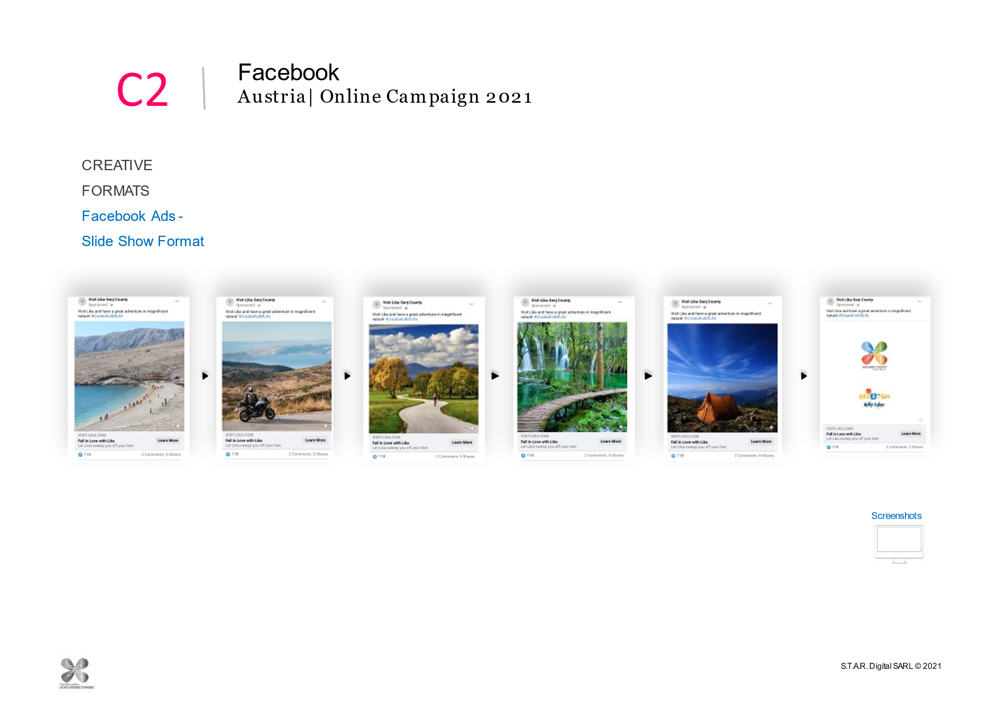 C2
Facebook
Austria| Online Campaign 2021
CREATIVE
FORMATS
Facebook Ads -
Slide Show Format
Visit Lika-Senj County
Sponsored ·
Visit Lika and have a great adventure in magnificent
nature! #CroatiaFullOfLife
VISIT-LIKA.COM
Fall in Love with Lika
Let Lika sweep you off your feet
Learn More
118
2 Comments 5 Shares
Visit Lika-Senj County
Sponsored ·
Visit Lika and have a great adventure in magnificent
nature! #CroatiaFullOfLife
VISIT-LIKA.COM
Fall in Love with Lika
Let Lika sweep you off your feet
Learn More
118
2 Comments 5 Shares
Visit Lika-Senj County
Sponsored ·
Visit Lika and have a great adventure in magnificent
nature! #CroatiaFullOfLife
VISIT-LIKA.COM
Fall in Love with Lika
Let Lika sweep you off your feet
Learn More
118
2 Comments 5 Shares
Visit Lika-Senj County
Sponsored ·
Visit Lika and have a great adventure in magnificent
nature! #CroatiaFullOfLife
VISIT-LIKA.COM
Fall in Love with Lika
Let Lika sweep you off your feet
Learn More
118
2 Comments 5 Shares
Visit Lika-Senj County
Sponsored ·
Visit Lika and have a great adventure in magnificent
nature! #CroatiaFullOfLife
VISIT-LIKA.COM
Fall in Love with Lika
Let Lika sweep you off your feet
Learn More
118
2 Comments 5 Shares
Visit Lika-Senj County
Sponsored ·
Visit Lika and have a great adventure in magnificent
nature! #CroatiaFullOfLife
LIKA-SENJ COUNTY
KROATIEN
Voller Leben
VISIT-LIKA.COM
Fall in Love with Lika
Let Lika sweep you off your feet
Learn More
118
2 Comments 5 Shares
Screenshots
S.T.A.R. Digital SARL © 2021